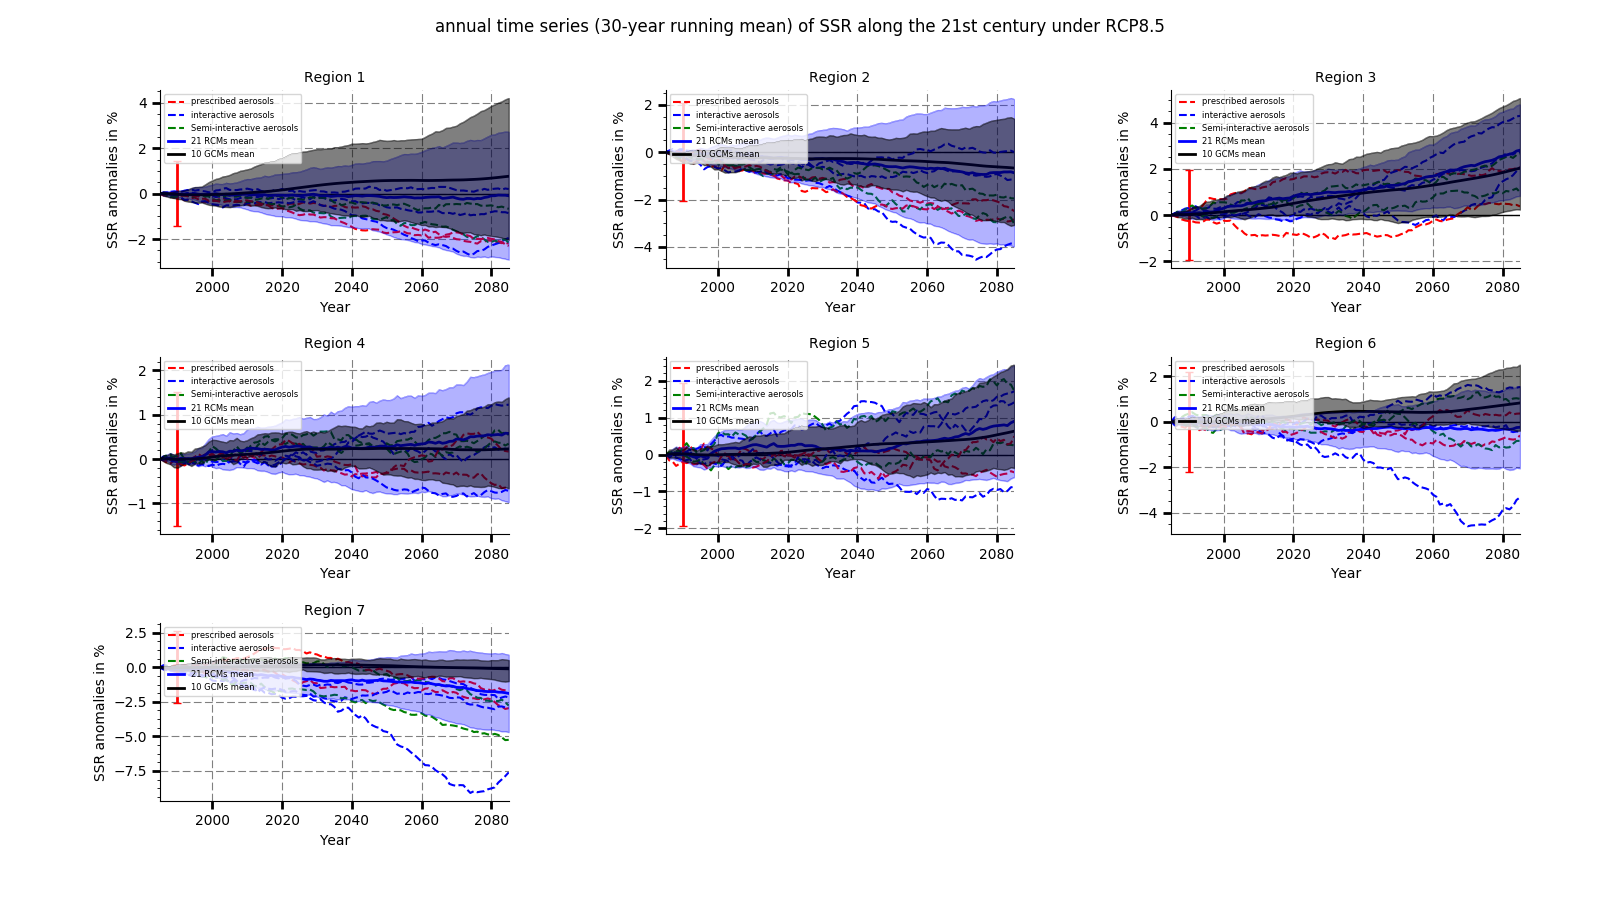 annual time series (30-year running mean) of SSR along the 21st century under RCP8.5
Region 1
4
2
0
−2
SSR anomalies in %
prescribed aerosols
interactive aerosols
Semi-interactive aerosols
21 RCMs mean
10 GCMs mean
2000 2020 2040 2060 2080
Year
Region 2
2
0
−2
−4
SSR anomalies in %
prescribed aerosols
interactive aerosols
Semi-interactive aerosols
21 RCMs mean
10 GCMs mean
2000 2020 2040 2060 2080
Year
Region 3
4
2
0
−2
SSR anomalies in %
prescribed aerosols
interactive aerosols
Semi-interactive aerosols
21 RCMs mean
10 GCMs mean
2000 2020 2040 2060 2080
Year
Region 4
2
1
0
−1
SSR anomalies in %
prescribed aerosols
interactive aerosols
Semi-interactive aerosols
21 RCMs mean
10 GCMs mean
2000 2020 2040 2060 2080
Year
Region 5
2
1
0
−1
−2
SSR anomalies in %
prescribed aerosols
interactive aerosols
Semi-interactive aerosols
21 RCMs mean
10 GCMs mean
2000 2020 2040 2060 2080
Year
Region 6
2
0
−2
−4
SSR anomalies in %
prescribed aerosols
interactive aerosols
Semi-interactive aerosols
21 RCMs mean
10 GCMs mean
2000 2020 2040 2060 2080
Year
Region 7
2.5
0.0
−2.5
−5.0
−7.5
SSR anomalies in %
prescribed aerosols
interactive aerosols
Semi-interactive aerosols
21 RCMs mean
10 GCMs mean
2000 2020 2040 2060 2080
Year